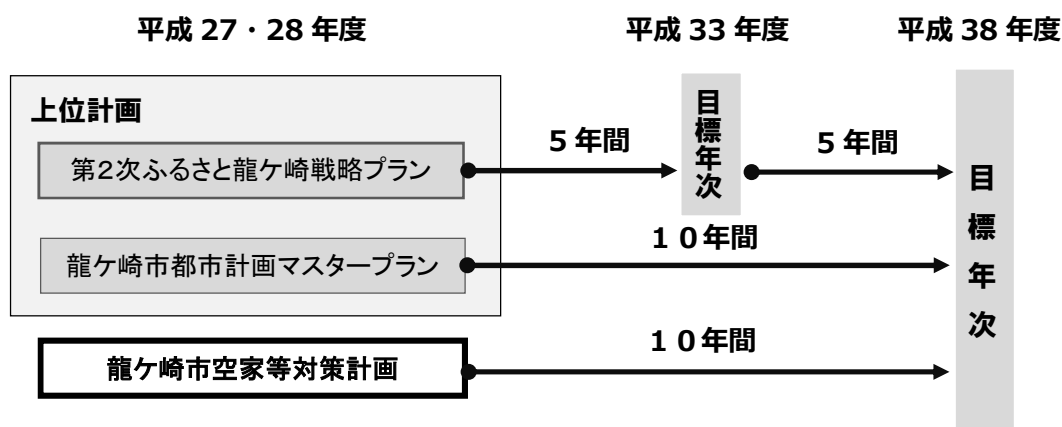 平成 27・28 年度
平成 33 年度
平成 38 年度
上位計画
第2次ふるさと龍ケ崎戦略プラン
5 年間
目標年次
5 年間
龍ケ崎市都市計画マスタープラン
10年間
龍ケ崎市空家等対策計画
10年間
目標年次